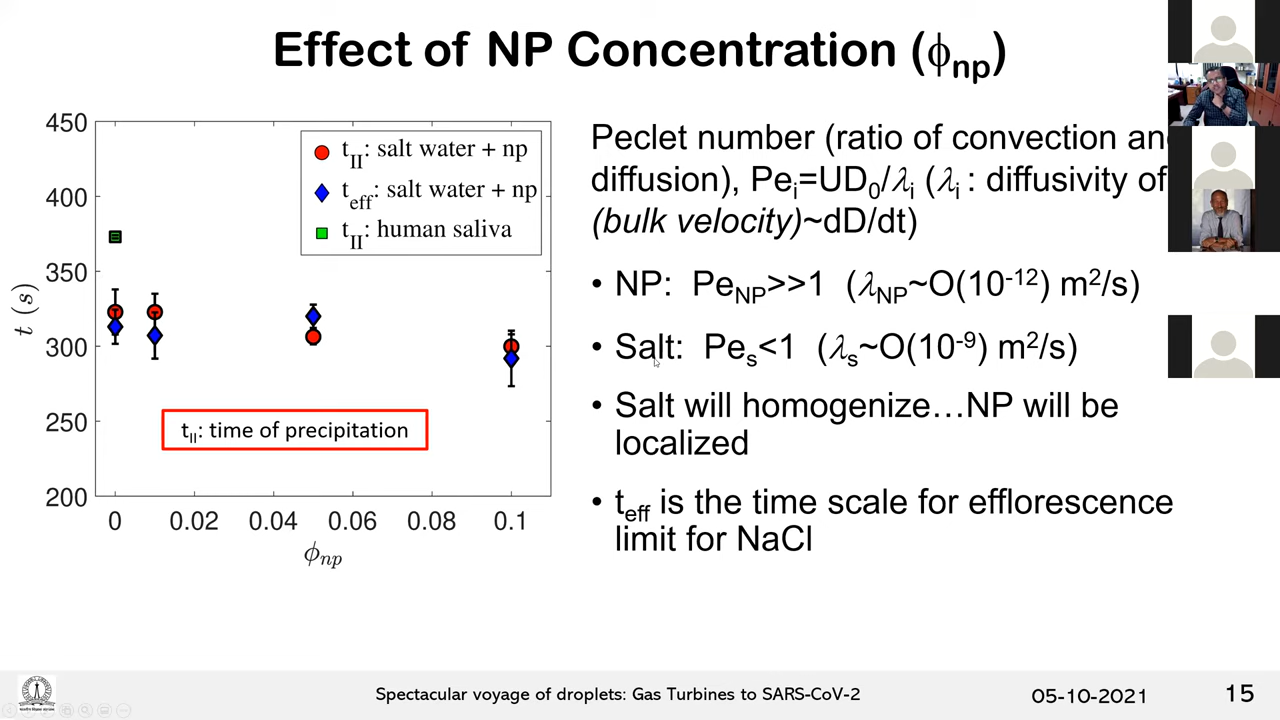 Effect of NP Concentration (ϕnp)
450
400
350
300
250
200
t (s)
tII: salt water + np
teff: salt water + np
tII: human saliva
tII: time of precipitation
0 0.02 0.04 0.06 0.08 0.1
ϕnp
Peclet number (ratio of convection and
diffusion), Pei=UD0/λi (λi : diffusivity of
(bulk velocity)~dD/dt)
• NP: PeNP>>1 (λNP~O(10-12) m2/s)
• Salt: Pes<1 (λs~O(10-9) m2/s)
• Salt will homogenize…NP will be
localized
• teff is the time scale for efflorescence
limit for NaCl
Spectacular voyage of droplets: Gas Turbines to SARS-CoV-2
05-10-2021
15